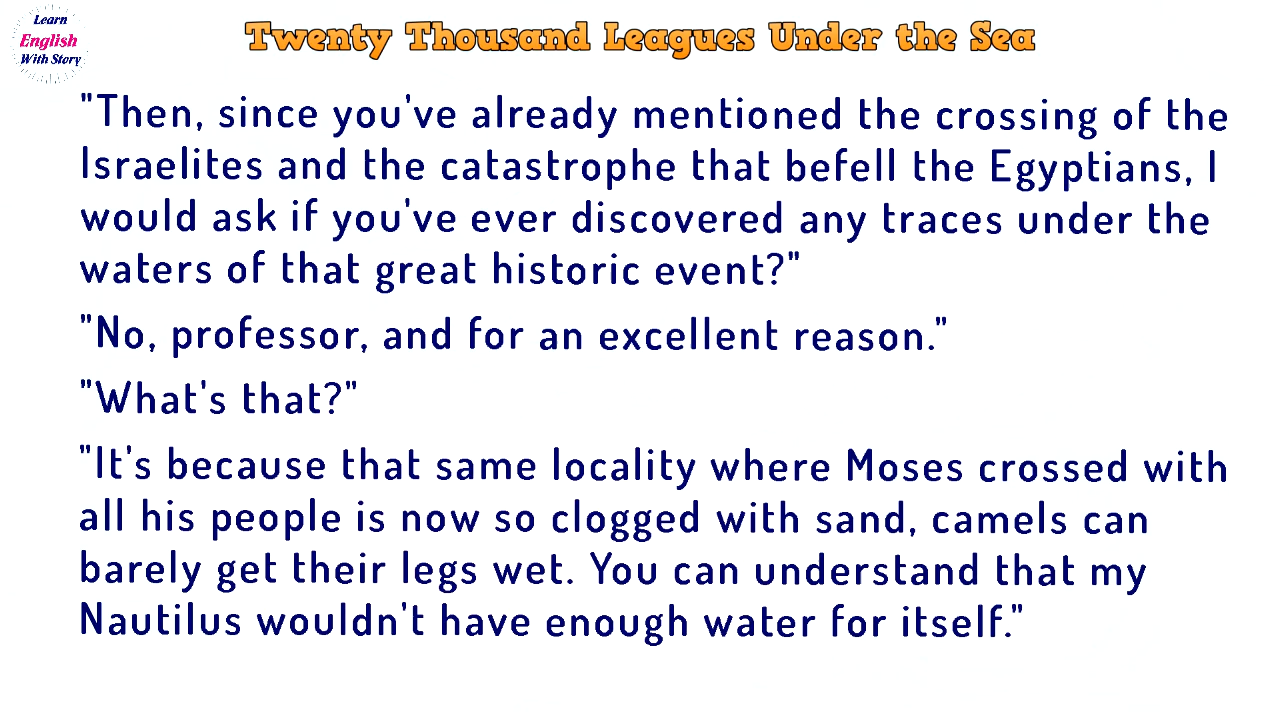 Learn
English
With Story
Twenty Thousand Leagues Under the Sea
"Then, since you've already mentioned the crossing of the
Israelites and the catastrophe that befell the Egyptians, I
would ask if you've ever discovered any traces under the
waters of that great historic event?"
"No, professor, and for an excellent reason."
"What's that?"
"It's because that same locality where Moses crossed with
all his people is now so clogged with sand, camels can
barely get their legs wet. You can understand that my
Nautilus wouldn't have enough water for itself."